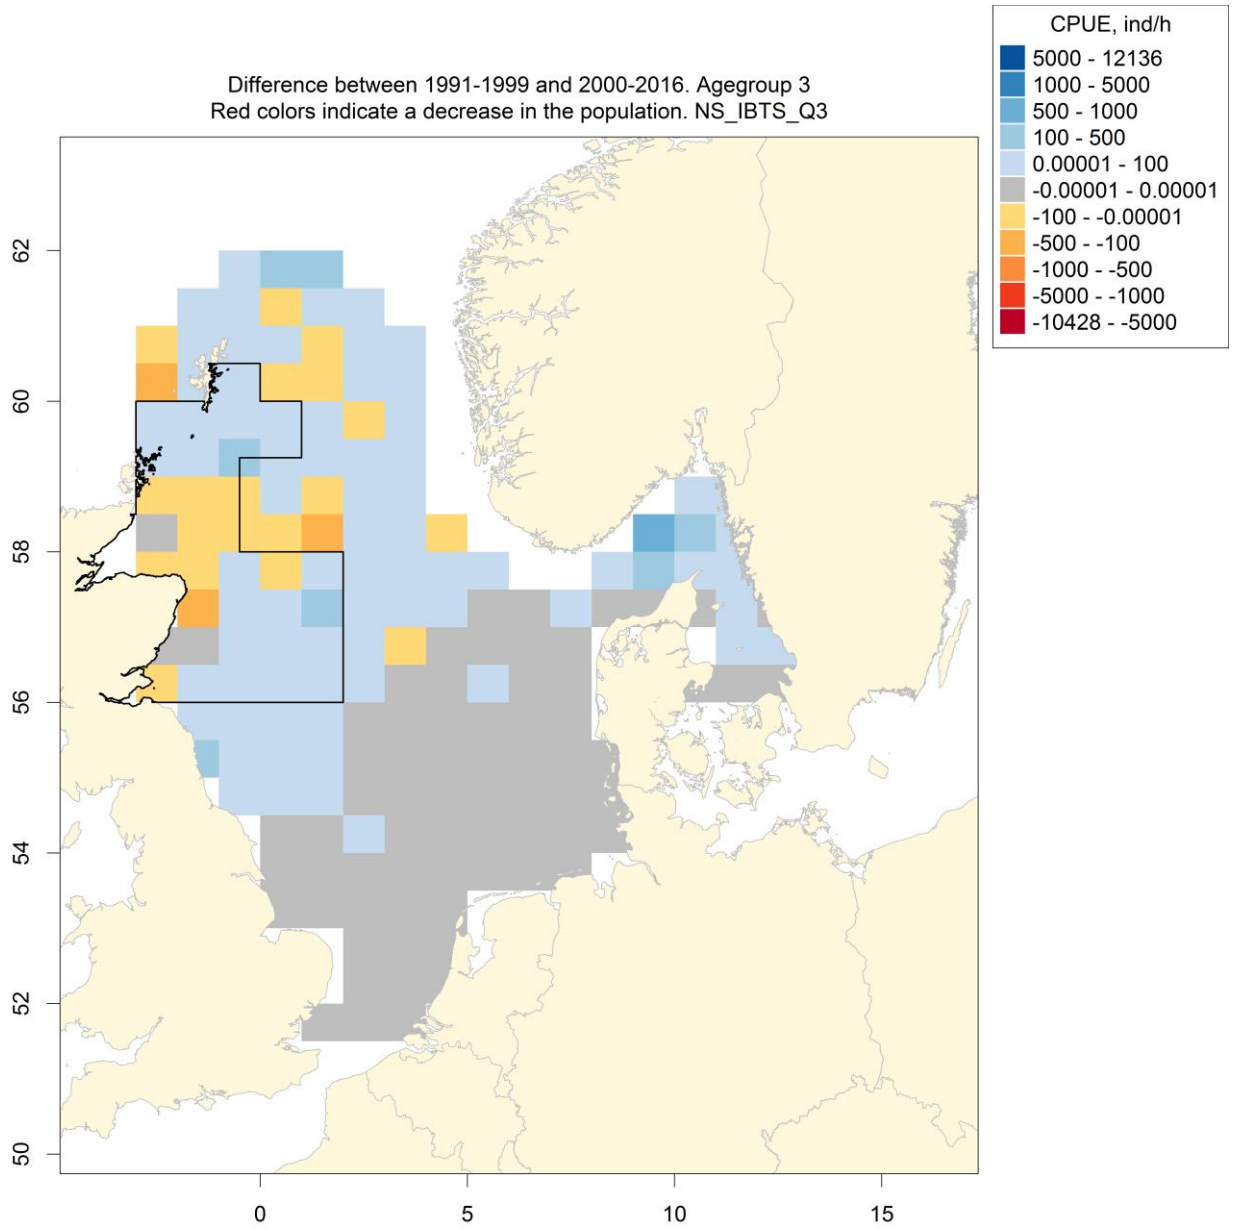 CPUE, ind/h
5000 - 12136
1000 - 5000
500 - 1000
100 - 500
0.00001 - 100
-0.00001 - 0.00001
-100 - -0.00001
-500 - -100
-1000 - -500
-5000 - -1000
-10428 - -5000
Difference between 1991-1999 and 2000-2016. Agegroup 3
Red colors indicate a decrease in the population. NS_IBTS_Q3
62
60
58
56
54
52
50
0 5 10 15